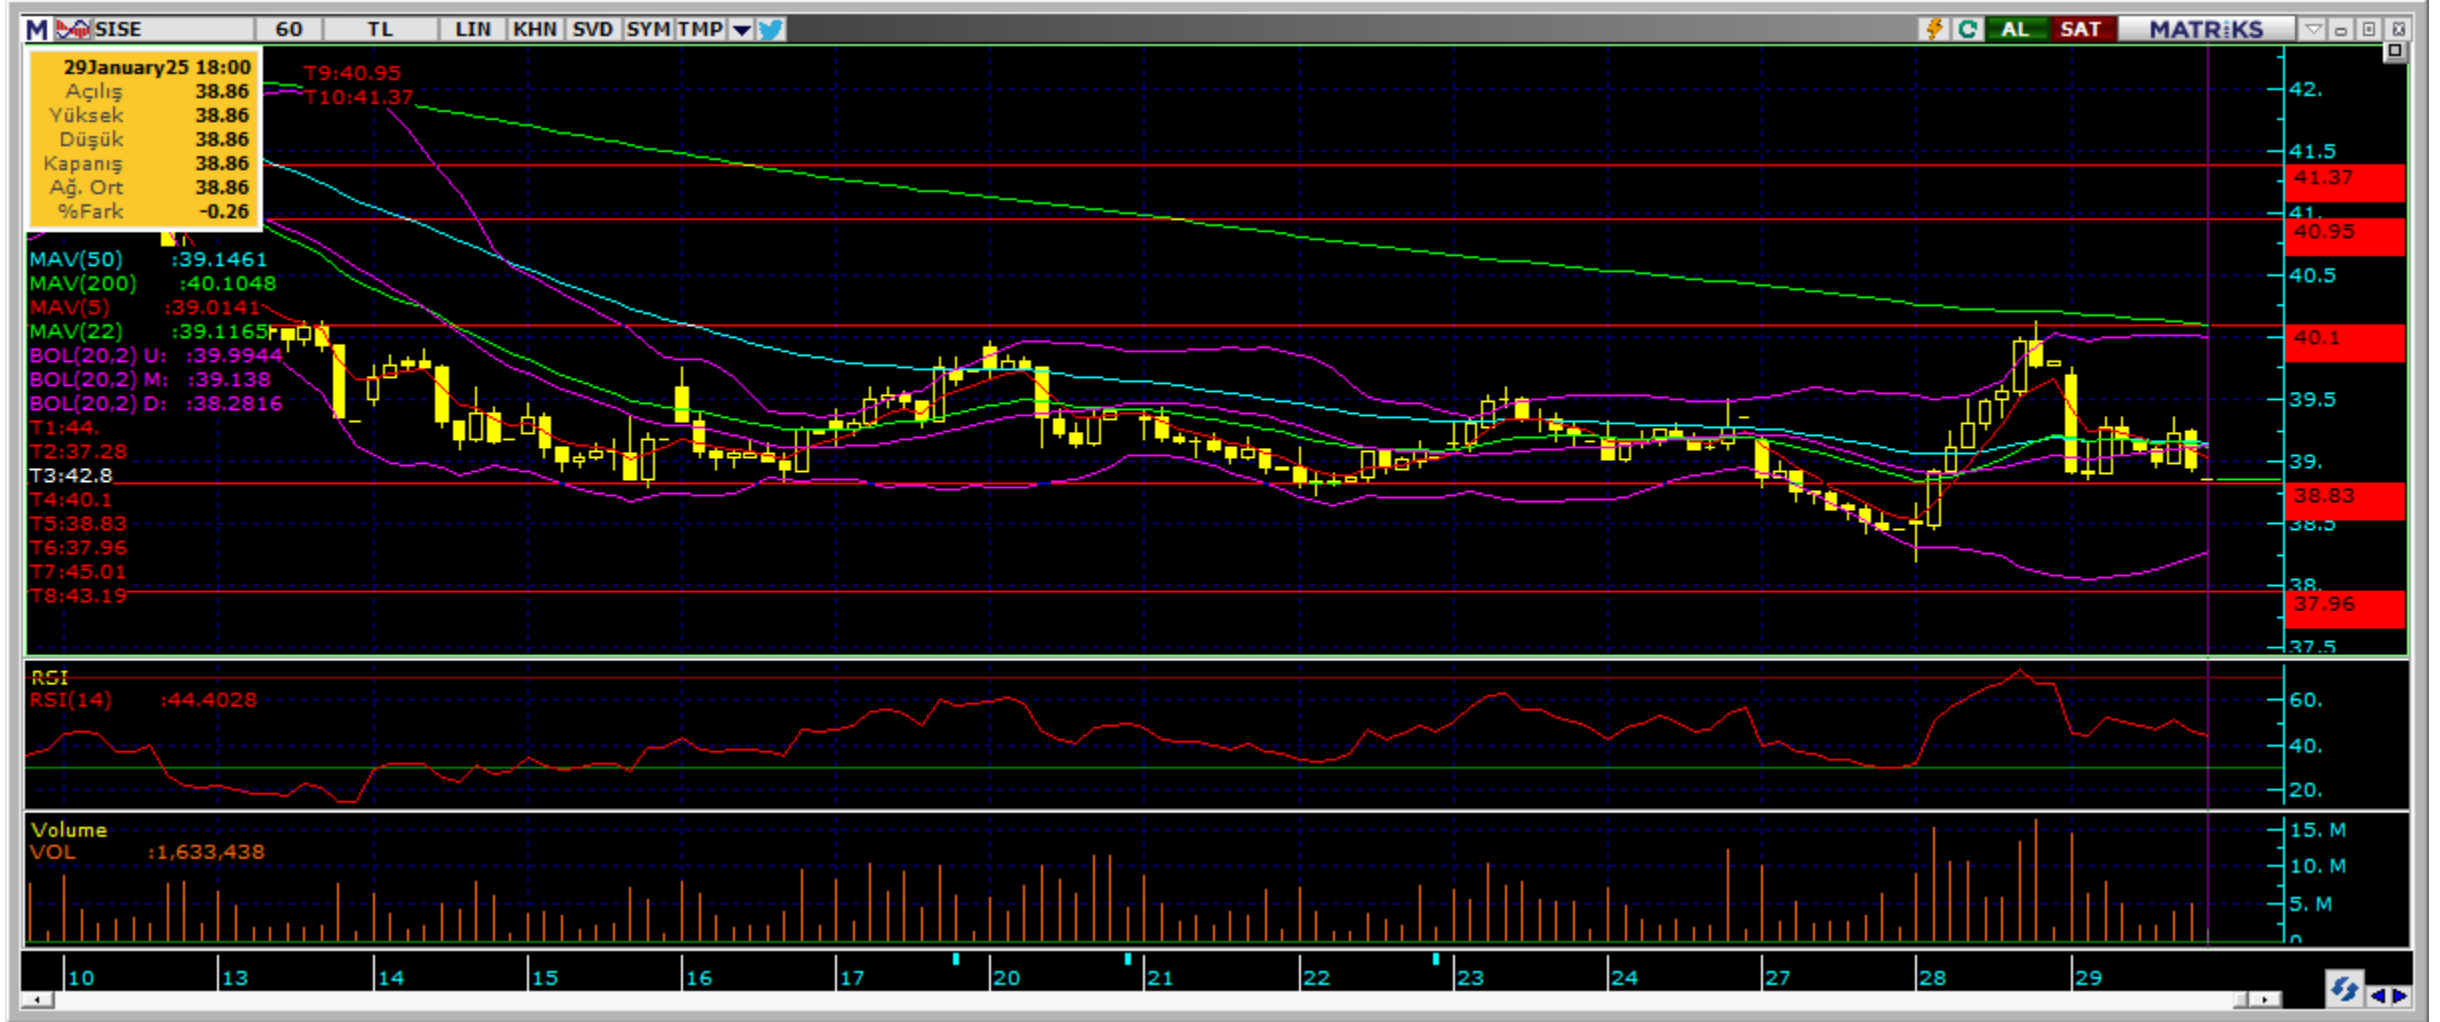 M SISE 60 TL LIN KHN SVD SYM TMP AL SAT MATRiKS
29January25 18:00
Açılış 38.86
Yüksek 38.86
Düşük 38.86
Kapanış 38.86
Ağ. Ort 38.86
%Fark -0.26
T9:40.95
T10:41.37
MAV(50) :39.1461
MAV(200) :40.1048
MAV(5) :39.0141
MAV(22) :39.1165
BOL(20,2) U: :39.9944
BOL(20,2) M: :39.138
BOL(20,2) D: :38.2816
T1:44.
T2:37.28
T3:42.8
T4:40.1
T5:38.83
T6:37.96
T7:45.01
T8:43.19
42.
41.5
41.37
41.
40.95
40.5
40.1
39.5
39.
38.83
38.5
38.
37.96
37.5
RSI
RSI(14) :44.4028
60.
40.
20.
Volume
VOL :1,633,438
15. M
10. M
5. M
0
10 13 14 15 16 17 20 21 22 23 24 27 28 29